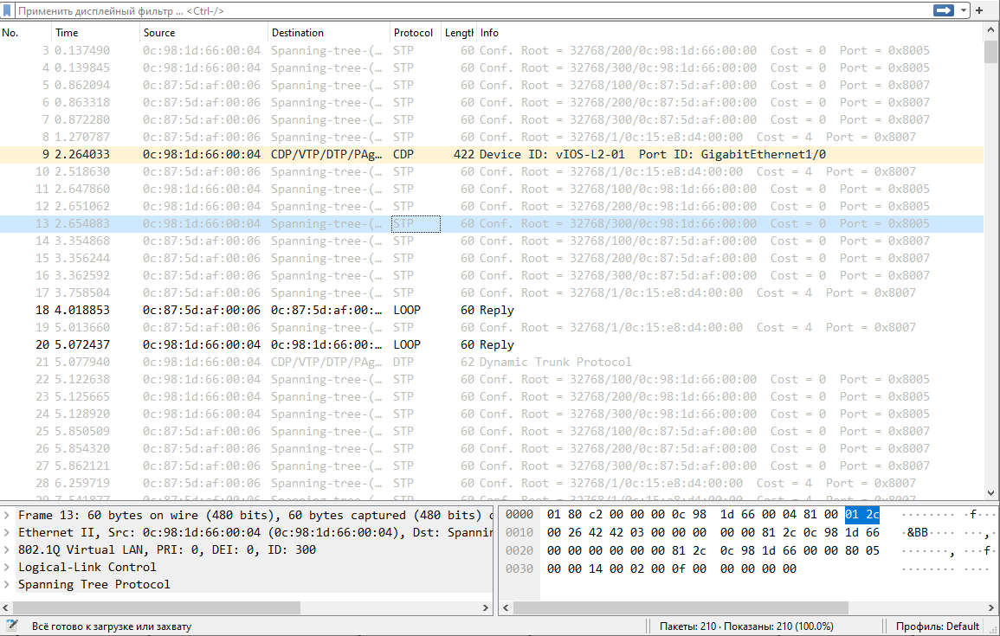 Применить дисплейный фильтр ... <Ctrl-/>
No. Time Source Destination Protocol Length Info
3 0.137490 0c:98:1d:66:00:04 Spanning-tree-(… STP 60 Conf. Root = 32768/200/0c:98:1d:66:00:00 Cost = 0 Port = 0x8005
4 0.139845 0c:98:1d:66:00:04 Spanning-tree-(… STP 60 Conf. Root = 32768/300/0c:98:1d:66:00:00 Cost = 0 Port = 0x8005
5 0.862094 0c:87:5d:af:00:06 Spanning-tree-(… STP 60 Conf. Root = 32768/100/0c:87:5d:af:00:00 Cost = 0 Port = 0x8007
6 0.863318 0c:87:5d:af:00:06 Spanning-tree-(… STP 60 Conf. Root = 32768/200/0c:87:5d:af:00:00 Cost = 0 Port = 0x8007
7 0.872280 0c:87:5d:af:00:06 Spanning-tree-(… STP 60 Conf. Root = 32768/300/0c:87:5d:af:00:00 Cost = 0 Port = 0x8007
8 1.270787 0c:87:5d:af:00:06 Spanning-tree-(… STP 60 Conf. Root = 32768/1/0c:15:e8:d4:00:00 Cost = 4 Port = 0x8007
9 2.264033 0c:98:1d:66:00:04 CDP/VTP/DTP/PAg… CDP 422 Device ID: vIOS-L2-01 Port ID: GigabitEthernet1/0
10 2.518630 0c:87:5d:af:00:06 Spanning-tree-(… STP 60 Conf. Root = 32768/1/0c:15:e8:d4:00:00 Cost = 4 Port = 0x8007
11 2.647860 0c:98:1d:66:00:04 Spanning-tree-(… STP 60 Conf. Root = 32768/100/0c:98:1d:66:00:00 Cost = 0 Port = 0x8005
12 2.651062 0c:98:1d:66:00:04 Spanning-tree-(… STP 60 Conf. Root = 32768/200/0c:98:1d:66:00:00 Cost = 0 Port = 0x8005
13 2.654083 0c:98:1d:66:00:04 Spanning-tree-(… STP 60 Conf. Root = 32768/300/0c:98:1d:66:00:00 Cost = 0 Port = 0x8005
14 3.354868 0c:87:5d:af:00:06 Spanning-tree-(… STP 60 Conf. Root = 32768/100/0c:87:5d:af:00:00 Cost = 0 Port = 0x8007
15 3.356244 0c:87:5d:af:00:06 Spanning-tree-(… STP 60 Conf. Root = 32768/200/0c:87:5d:af:00:00 Cost = 0 Port = 0x8007
16 3.362592 0c:87:5d:af:00:06 Spanning-tree-(… STP 60 Conf. Root = 32768/300/0c:87:5d:af:00:00 Cost = 0 Port = 0x8007
17 3.758504 0c:87:5d:af:00:06 Spanning-tree-(… STP 60 Conf. Root = 32768/1/0c:15:e8:d4:00:00 Cost = 4 Port = 0x8007
18 4.018853 0c:87:5d:af:00:06 0c:87:5d:af:00:… LOOP 60 Reply
19 5.013660 0c:87:5d:af:00:06 Spanning-tree-(… STP 60 Conf. Root = 32768/1/0c:15:e8:d4:00:00 Cost = 4 Port = 0x8007
20 5.072437 0c:98:1d:66:00:04 0c:98:1d:66:00:… LOOP 60 Reply
21 5.077940 0c:98:1d:66:00:04 CDP/VTP/DTP/PAg… DTP 62 Dynamic Trunk Protocol
22 5.122638 0c:98:1d:66:00:04 Spanning-tree-(… STP 60 Conf. Root = 32768/100/0c:98:1d:66:00:00 Cost = 0 Port = 0x8005
23 5.125665 0c:98:1d:66:00:04 Spanning-tree-(… STP 60 Conf. Root = 32768/200/0c:98:1d:66:00:00 Cost = 0 Port = 0x8005
24 5.128920 0c:98:1d:66:00:04 Spanning-tree-(… STP 60 Conf. Root = 32768/300/0c:98:1d:66:00:00 Cost = 0 Port = 0x8005
25 5.850509 0c:87:5d:af:00:06 Spanning-tree-(… STP 60 Conf. Root = 32768/100/0c:87:5d:af:00:00 Cost = 0 Port = 0x8007
26 5.854320 0c:87:5d:af:00:06 Spanning-tree-(… STP 60 Conf. Root = 32768/200/0c:87:5d:af:00:00 Cost = 0 Port = 0x8007
27 5.862121 0c:87:5d:af:00:06 Spanning-tree-(… STP 60 Conf. Root = 32768/300/0c:87:5d:af:00:00 Cost = 0 Port = 0x8007
28 6.259719 0c:87:5d:af:00:06 Spanning-tree-(… STP 60 Conf. Root = 32768/1/0c:15:e8:d4:00:00 Cost = 4 Port = 0x8007
Frame 13: 60 bytes on wire (480 bits), 60 bytes captured (480 bits) o
Ethernet II, Src: 0c:98:1d:66:00:04 (0c:98:1d:66:00:04), Dst: Spannin
802.1Q Virtual LAN, PRI: 0, DEI: 0, ID: 300
Logical-Link Control
Spanning Tree Protocol
0000 01 80 c2 00 00 00 0c 98 1d 66 00 04 81 00 01 2c ········ ·f····
0010 00 26 42 42 03 00 00 00 00 00 81 2c 0c 98 1d 66 ·&BB···· ···,···f
0020 00 00 00 00 00 00 81 2c 0c 98 1d 66 00 00 80 05 ·······, ···f····
0030 00 00 14 00 02 00 0f 00 00 00 00 00 ········ ····
Всё готово к загрузке или захвату
Пакеты: 210 · Показаны: 210 (100.0%)
Профиль: Default